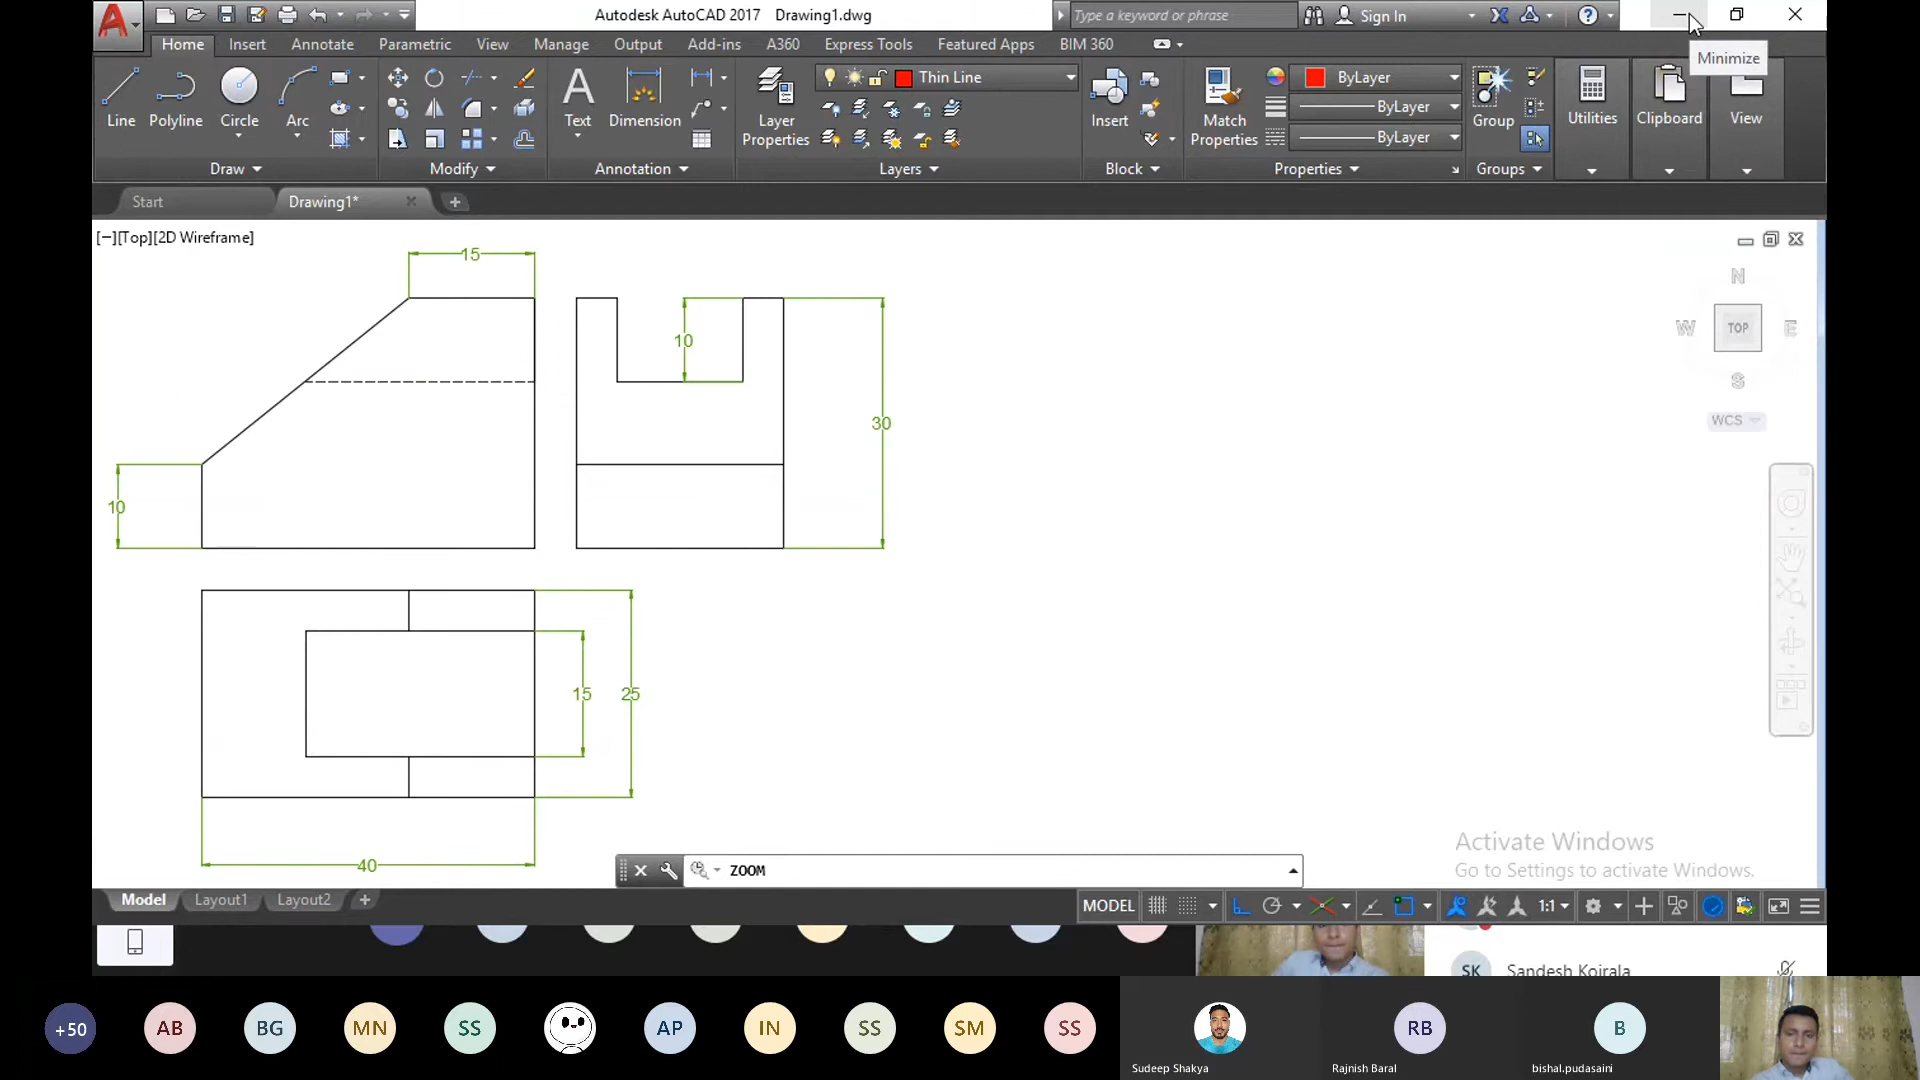 Autodesk AutoCAD 2017 Drawing1.dwg
Type a keyword or phrase
Sign In
Home Insert Annotate Parametric View Manage Output Add-ins A360 Express Tools Featured Apps BIM 360
Minimize
Line Polyline Circle Arc
Draw
Modify
Text Dimension
Annotation
Layer Properties
Thin Line
Layers
Insert
Block
Match Properties
ByLayer
ByLayer
ByLayer
Properties
Group
Groups
Utilities
Clipboard
View
Start Drawing1*
[−][Top][2D Wireframe]
15
10
30
10
15
25
40
N
W TOP E
S
WCS
ZOOM
Activate Windows
Go to Settings to activate Windows.
Model Layout1 Layout2
MODEL
1:1
SK Sandesh Koirala
+50 AB BG MN SS AP IN SS SM SS RB B
Sudeep Shakya
Rajnish Baral
bishal.pudasaini